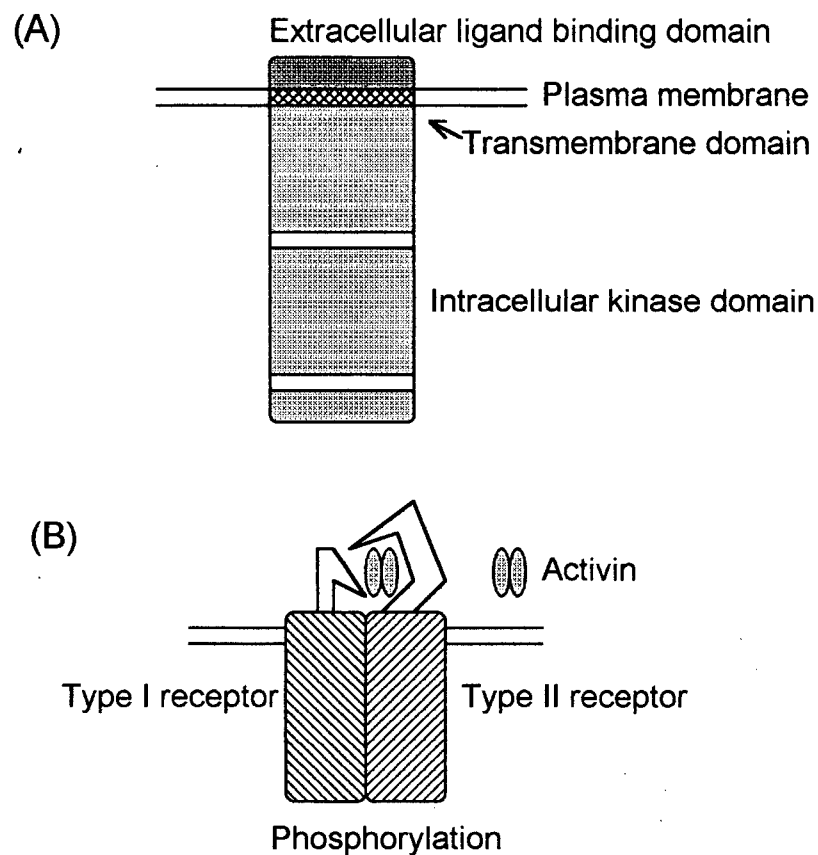 (A)
Extracellular ligand binding domain
Plasma membrane
Transmembrane domain
Intracellular kinase domain
(B)
Activin
Type I receptor
Type II receptor
Phosphorylation